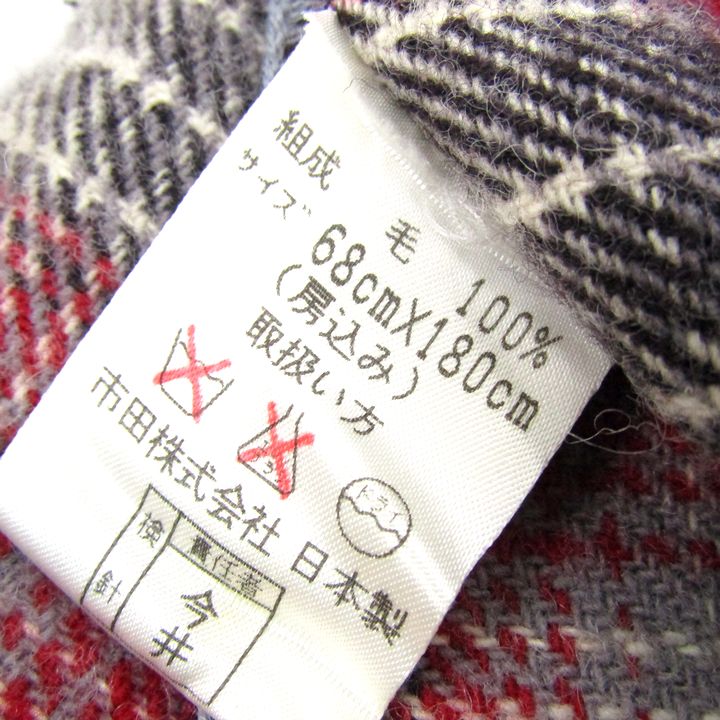 組成 毛 100%
サイズ 68cmX180cm
(房込み)
取扱い方
ドライ
市田株式会社 日本製
検針 責任者
今井